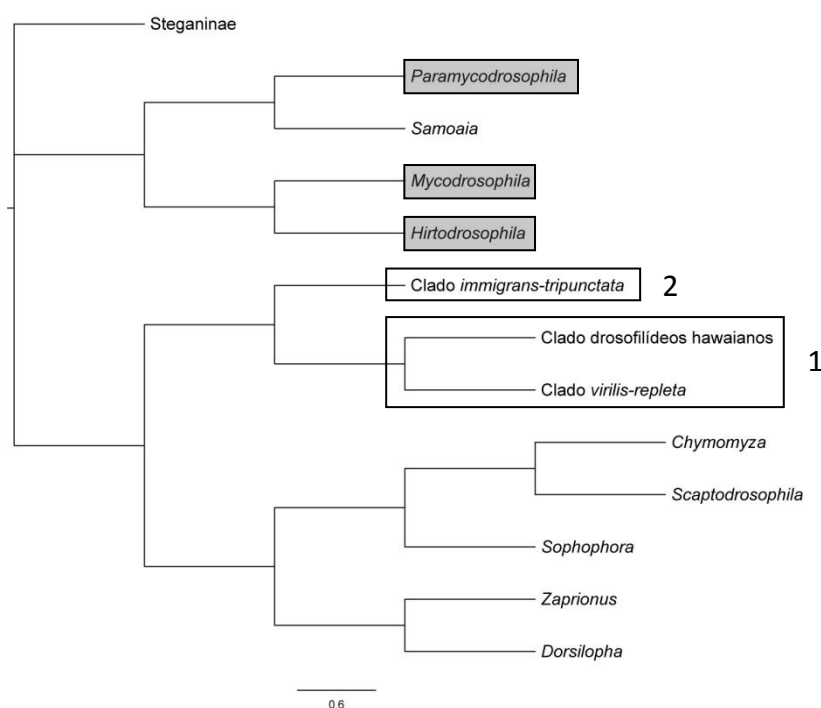 Steganinae
Paramycodrosophila
Samoaia
Mycodrosophila
Hirtodrosophila
Clado immigrans-tripunctata 2
Clado drosofilídeos hawaianos
1
Clado virilis-repleta
Chymomyza
Scaptodrosophila
Sophophora
Zaprionus
Dorsilopha
0.6